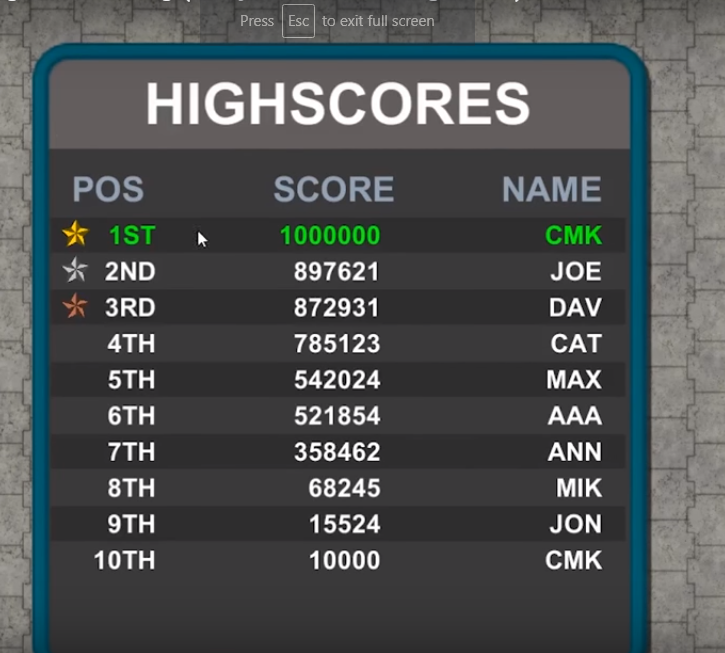 Press Esc to exit full screen
HIGHSCORES
POS SCORE NAME
1ST 1000000 CMK
2ND 897621 JOE
3RD 872931 DAV
4TH 785123 CAT
5TH 542024 MAX
6TH 521854 AAA
7TH 358462 ANN
8TH 68245 MIK
9TH 15524 JON
10TH 10000 CMK